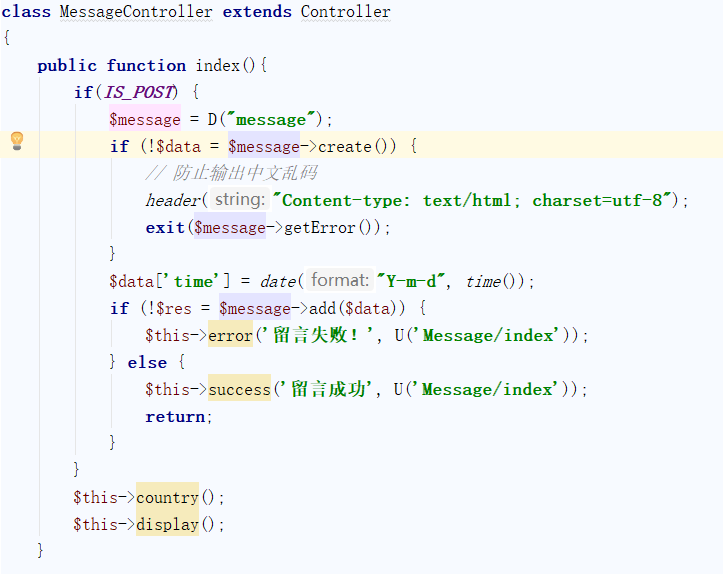 class MessageController extends Controller
{
    public function index(){
        if(IS_POST) {
            $message = D("message");
            if (!$data = $message->create()) {
                // 防止输出中文乱码
                header( string: "Content-type: text/html; charset=utf-8");
                exit($message->getError());
            }
            $data['time'] = date( format: "Y-m-d", time());
            if (!$res = $message->add($data)) {
                $this->error('留言失败！', U('Message/index'));
            } else {
                $this->success('留言成功', U('Message/index'));
                return;
            }
        }
        $this->country();
        $this->display();
    }